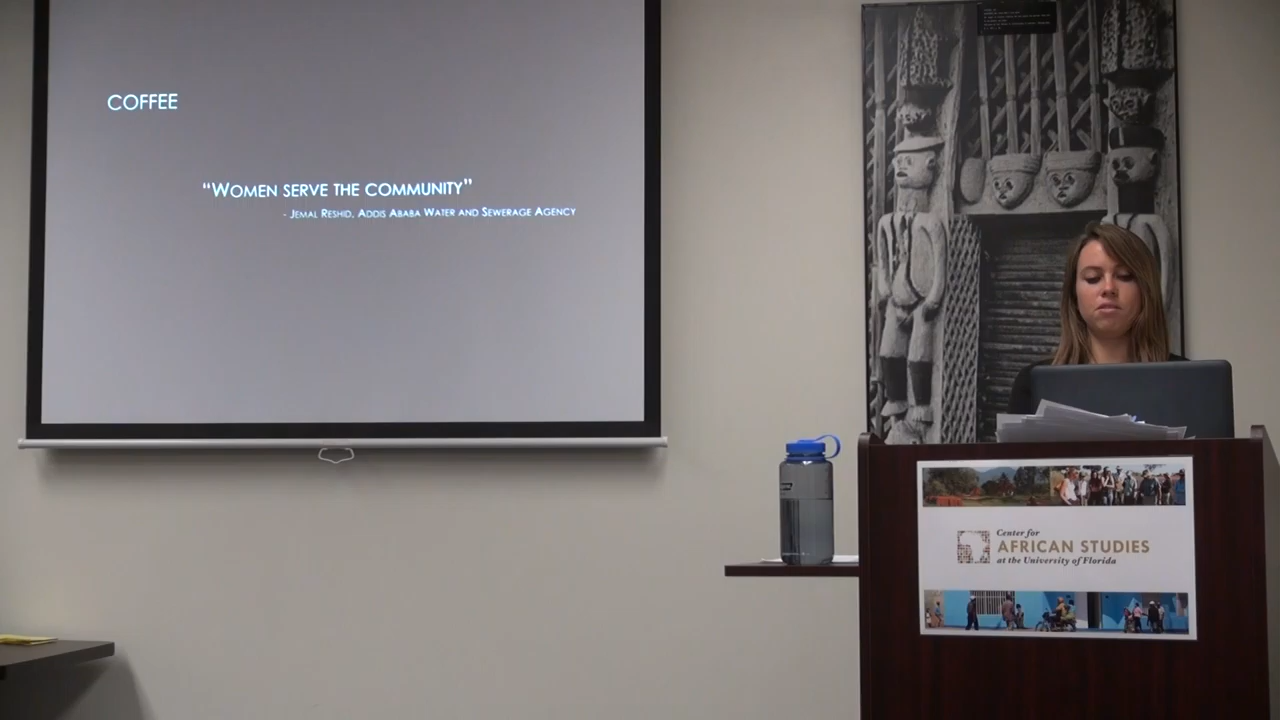 COFFEE
“WOMEN SERVE THE COMMUNITY”
- JEMAL RESHID, ADDIS ABABA WATER AND SEWERAGE AGENCY
Center for
AFRICAN STUDIES
at the University of Florida